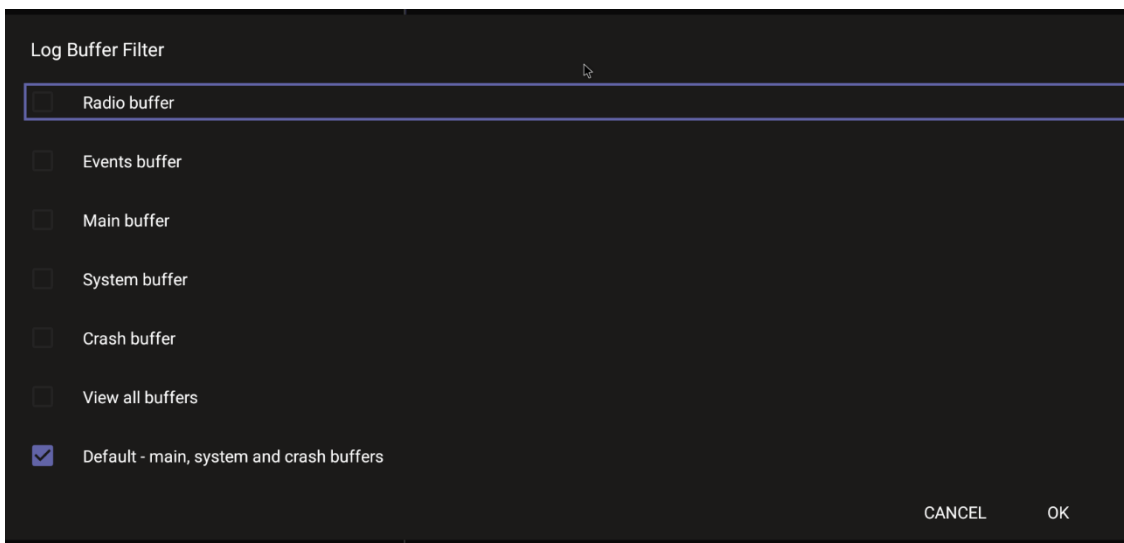 Log Buffer Filter
Radio buffer
Events buffer
Main buffer
System buffer
Crash buffer
View all buffers
Default - main, system and crash buffers
CANCEL OK